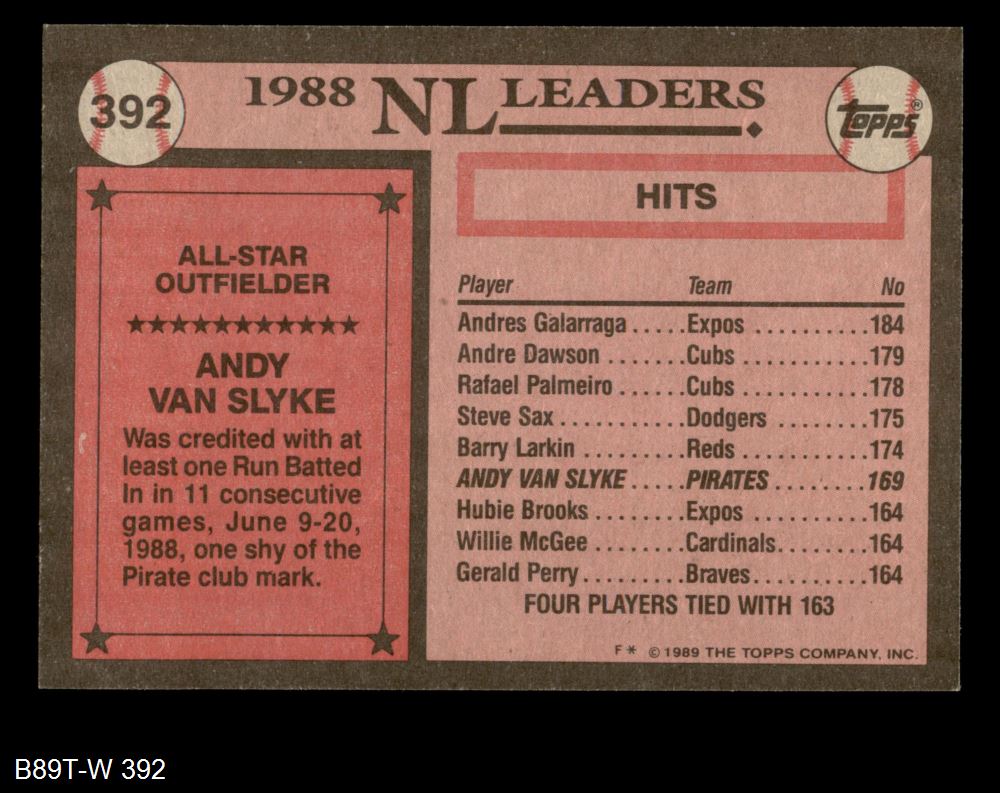 392
1988 NL LEADERS
Topps®
ALL-STAR
OUTFIELDER
ANDY
VAN SLYKE
Was credited with at
least one Run Batted
In in 11 consecutive
games, June 9-20,
1988, one shy of the
Pirate club mark.
HITS
Player Team No
Andres Galarraga.....Expos..........184
Andre Dawson.......Cubs...........179
Rafael Palmeiro......Cubs...........178
Steve Sax...........Dodgers........175
Barry Larkin.........Reds...........174
ANDY VAN SLYKE.....PIRATES........169
Hubie Brooks........Expos..........164
Willie McGee........Cardinals.......164
Gerald Perry.........Braves.........164
FOUR PLAYERS TIED WITH 163
F* ©1989 THE TOPPS COMPANY, INC.
B89T-W 392